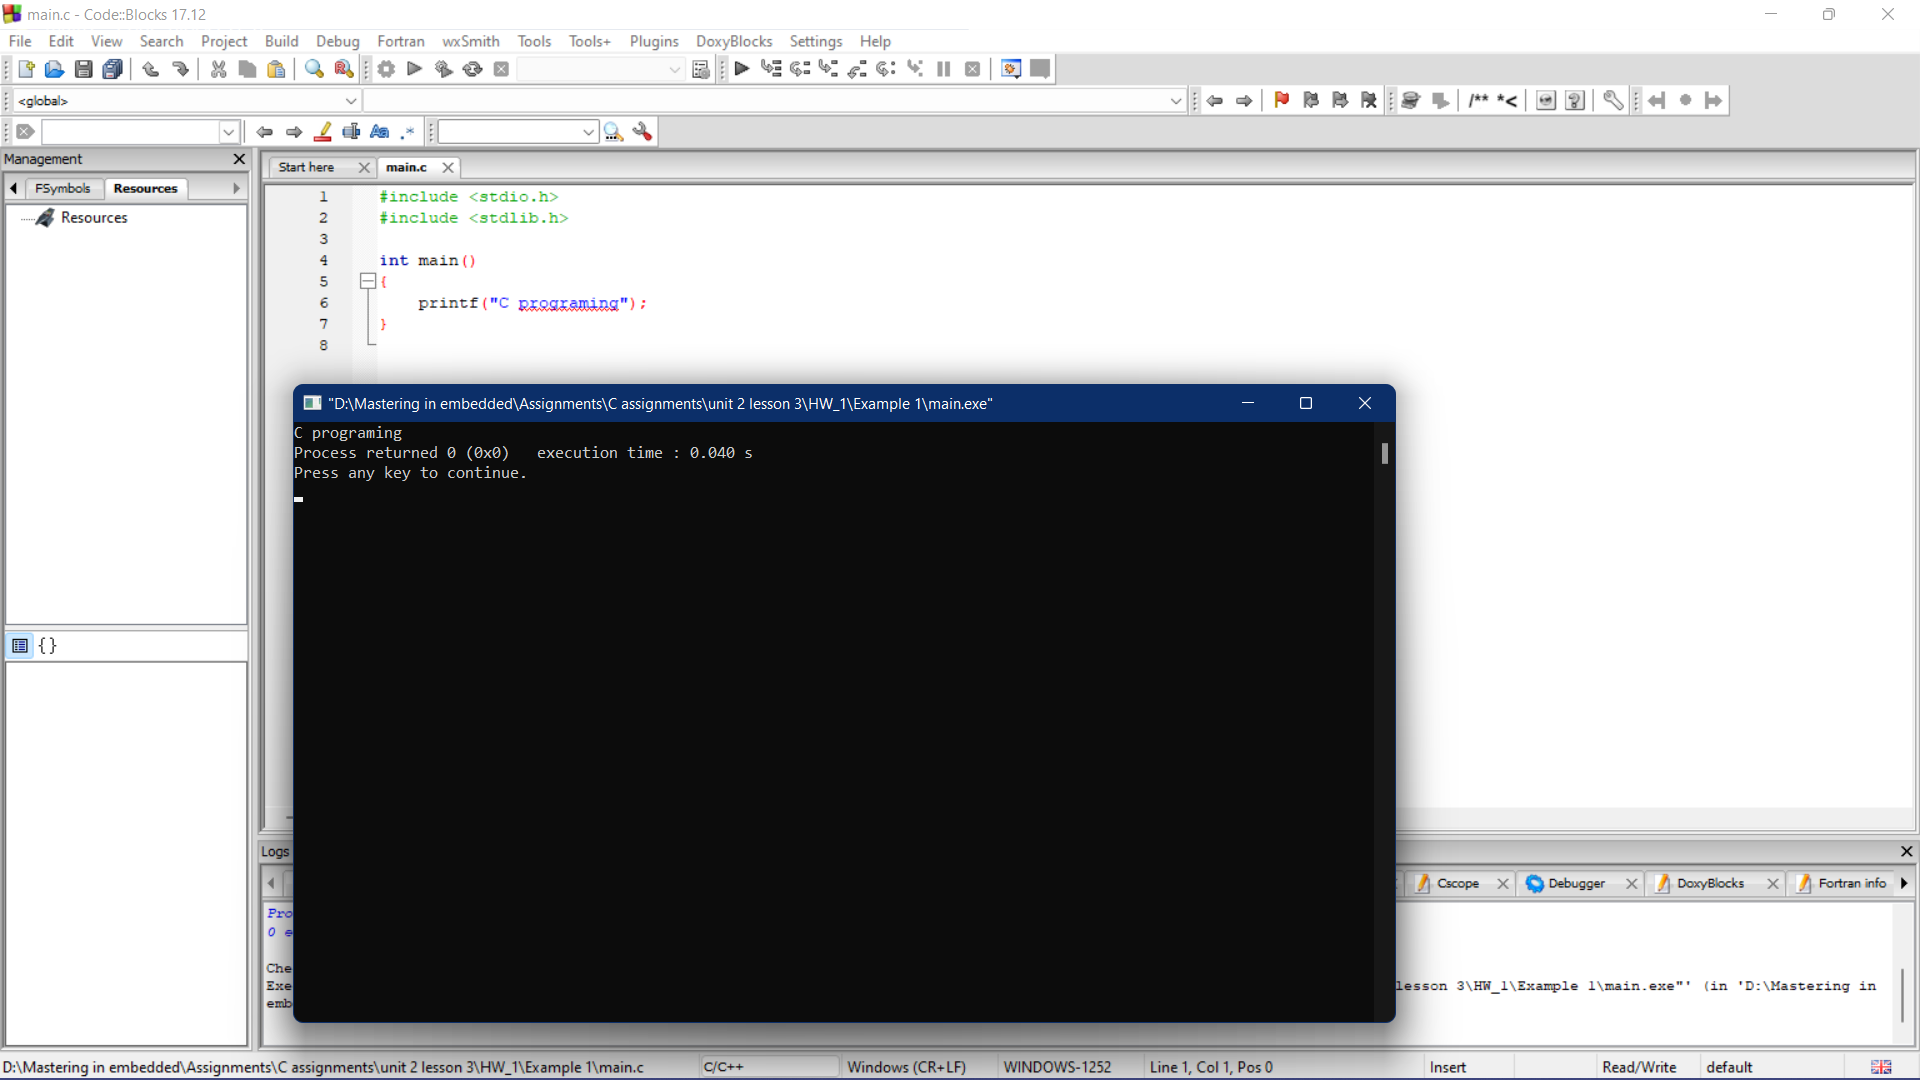 main.c - Code::Blocks 17.12
File Edit View Search Project Build Debug Fortran wxSmith Tools Tools+ Plugins DoxyBlocks Settings Help
<global>
/** *<
Aa .*
Management
FSymbols Resources
Resources
{}
Start here main.c
1 #include <stdio.h>
2 #include <stdlib.h>
3
4 int main()
5 {
6 printf("C programing");
7 }
8
"D:\Mastering in embedded\Assignments\C assignments\unit 2 lesson 3\HW_1\Example 1\main.exe"
C programing
Process returned 0 (0x0) execution time : 0.040 s
Press any key to continue.
Logs
Cscope Debugger DoxyBlocks Fortran info
Pro
0 e
Che
Exe lesson 3\HW_1\Example 1\main.exe"' (in 'D:\Mastering in
emb
D:\Mastering in embedded\Assignments\C assignments\unit 2 lesson 3\HW_1\Example 1\main.c C/C++ Windows (CR+LF) WINDOWS-1252 Line 1, Col 1, Pos 0 Insert Read/Write default